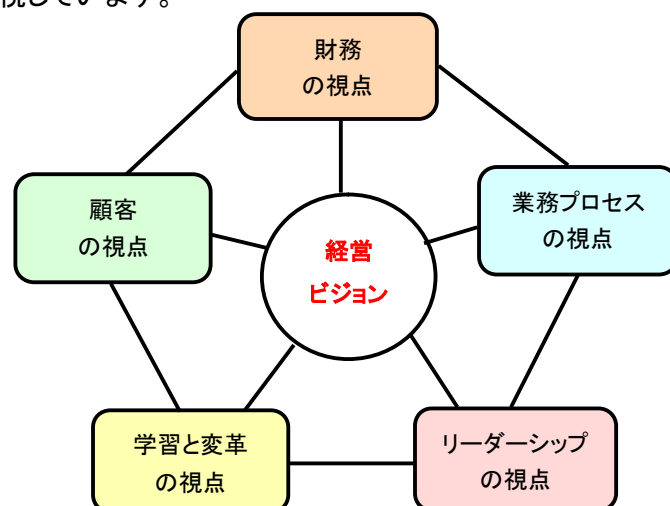 視しています。
財務
の視点
顧客
の視点
業務プロセス
の視点
経営
ビジョン
学習と変革
の視点
リーダーシップ
の視点